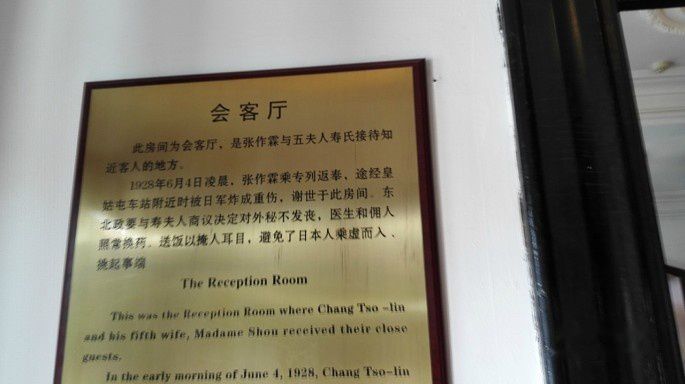 会客厅
此房间为会客厅，是张作霖与五夫人寿氏接待知
近客人的地方。
1928年6月4日凌晨，张作霖乘专列返奉、途经皇
姑屯车站附近时被日军炸成重伤，谢世于此房间。东
北政要与寿夫人商议决定对外秘不发丧，医生和佣人
照常换药、送饭以掩人耳目，避免了日本人乘虚而入、
挑起事端
The Reception Room
This was the Reception Room where Chang Tso -lin
and his fifth wife, Madame Shou received their close
guests.
In the early morning of June 4, 1928, Chang Tso-lin